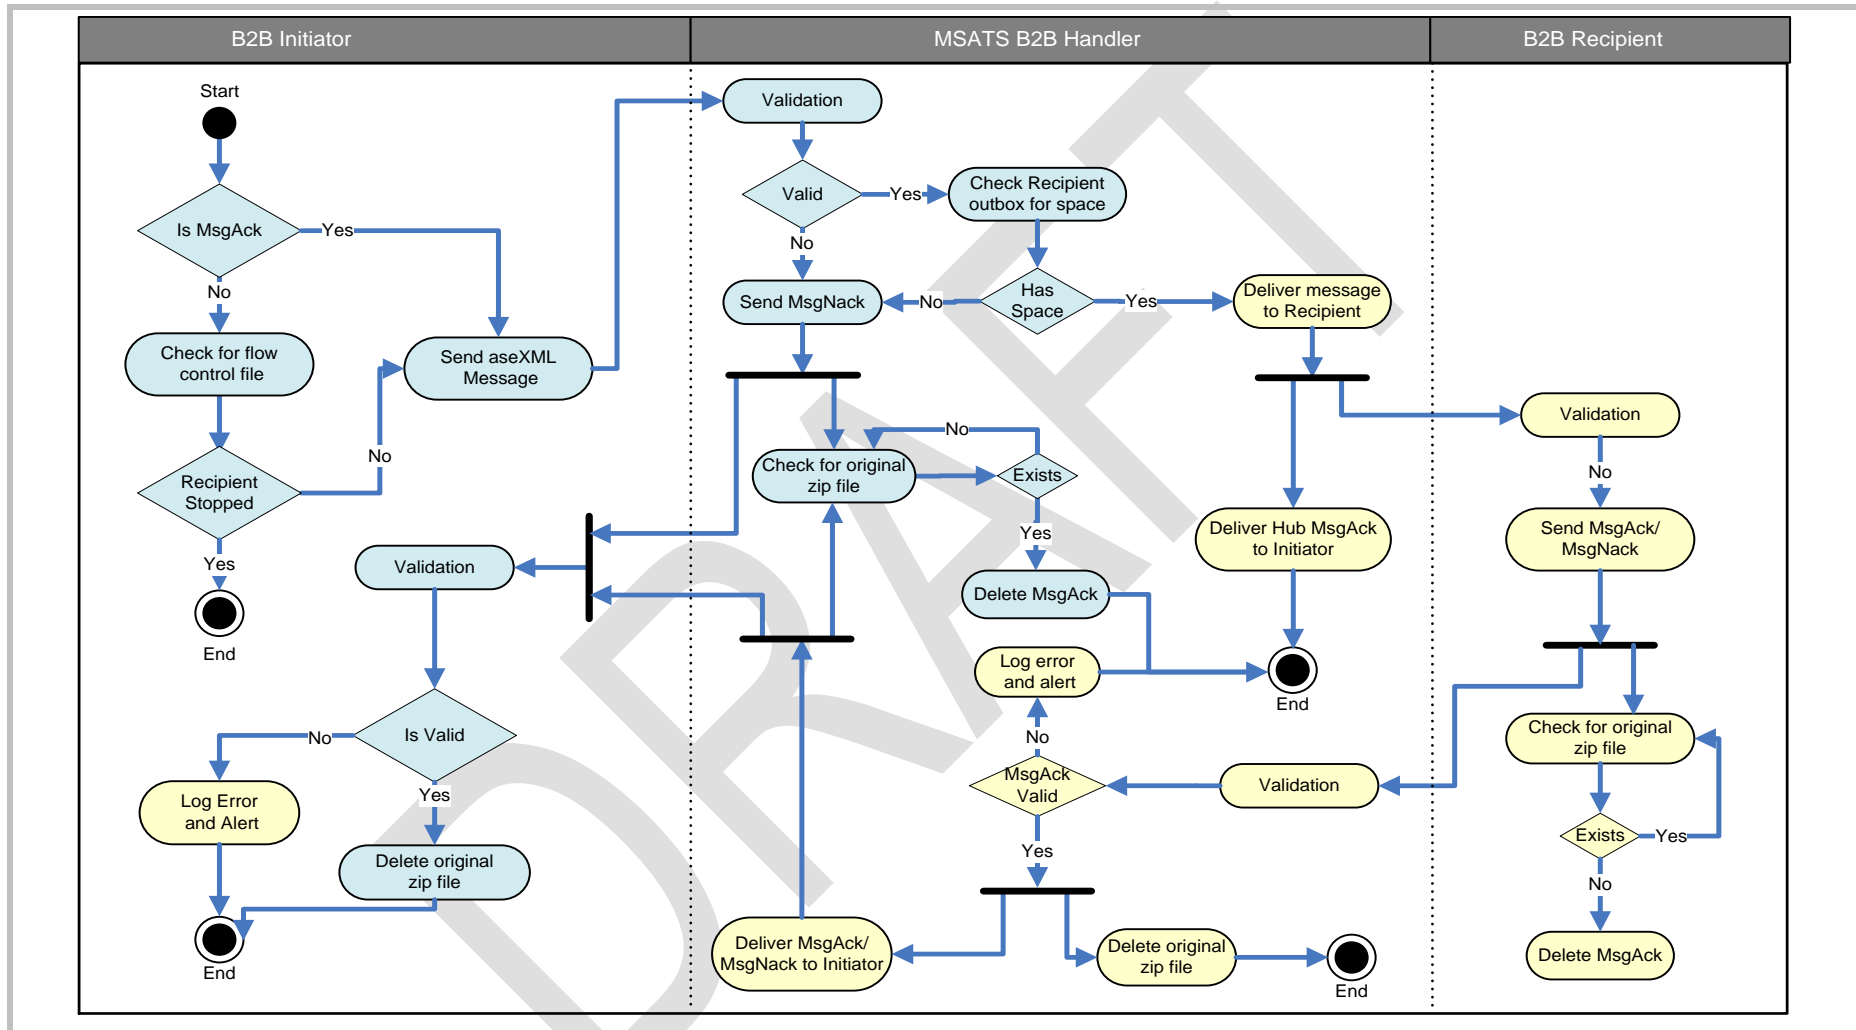 B2B Initiator
MSATS B2B Handler
B2B Recipient
Start
Is MsgAck
Yes
No
Check for flow
control file
Recipient
Stopped
No
Yes
End
Send aseXML
Message
Validation
Is Valid
No
Yes
Log Error
and Alert
Delete original
zip file
End
Validation
Valid
Yes
No
Check Recipient
outbox for space
Has
Space
No
Yes
Send MsgNack
Deliver message
to Recipient
Check for original
zip file
No
Exists
Yes
Delete MsgAck
Deliver Hub MsgAck
to Initiator
Log error
and alert
End
No
MsgAck
Valid
Validation
Yes
Deliver MsgAck/
MsgNack to Initiator
Delete original
zip file
End
Validation
No
Send MsgAck/
MsgNack
Check for original
zip file
Exists
Yes
No
Delete MsgAck
DRAFT